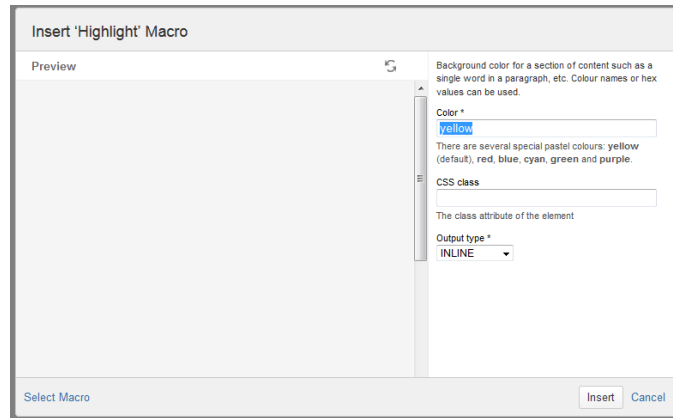 Insert ‘Highlight’ Macro
Preview
Background color for a section of content such as a
single word in a paragraph, etc. Colour names or hex
values can be used.
Color *
yellow
There are several special pastel colours: yellow
(default), red, blue, cyan, green and purple.
CSS class
The class attribute of the element
Output type *
INLINE
Select Macro
Insert Cancel